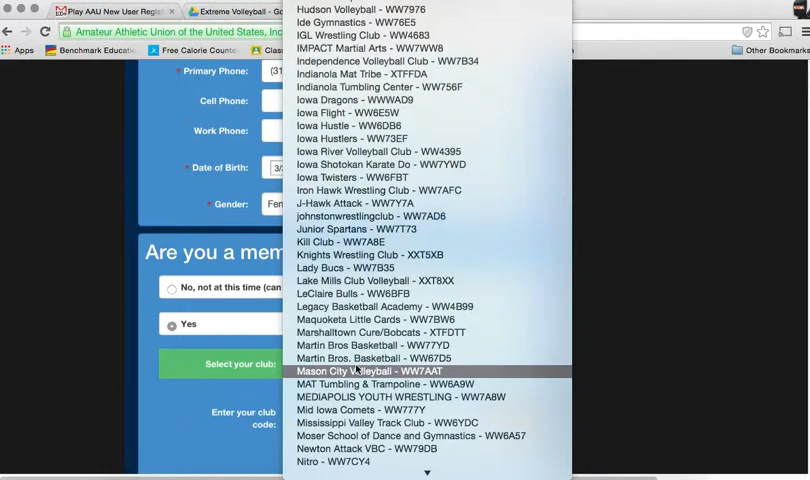 Play AAU New User Regist
Extreme Volleyball - Go
Amateur Athletic Union of the United States, Inc
Apps
Benchmark Educatio
Free Calorie Counter
Class
Other Bookmarks
* Primary Phone:
(31
Cell Phone:
Work Phone:
* Date of Birth:
3/
* Gender:
Fem
Are you a mem
No, not at this time (can
Yes
Select your club:
Enter your club
code:
Hudson Volleyball - WW7976
Ide Gymnastics - WW76E5
IGL Wrestling Club - WW4683
IMPACT Martial Arts - WW7WW8
Independence Volleyball Club - WW7B34
Indianola Mat Tribe - XTFFDA
Indianola Tumbling Center - WW756F
Iowa Dragons - WWWAD9
Iowa Flight - WW6E5W
Iowa Hustle - WW6DB6
Iowa Hustlers - WW73EF
Iowa River Volleyball Club - WW4395
Iowa Shotokan Karate Do - WW7YWD
Iowa Twisters - WW6FBT
Iron Hawk Wrestling Club - WW7AFC
J-Hawk Attack - WW7Y7A
johnstonwrestlingclub - WW7AD6
Junior Spartans - WW7T73
Kill Club - WW7A8E
Knights Wrestling Club - XXT5XB
Lady Bucs - WW7B35
Lake Mills Club Volleyball - XXT8XX
LeClaire Bulls - WW6BFB
Legacy Basketball Academy - WW4B99
Maquoketa Little Cards - WW7BW6
Marshalltown Cure/Bobcats - XTFDTT
Martin Bros Basketball - WW77YD
Martin Bros. Basketball - WW67D5
Mason City Volleyball - WW7AAT
MAT Tumbling & Trampoline - WW6A9W
MEDIAPOLIS YOUTH WRESTLING - WW7A8W
Mid Iowa Comets - WW777Y
Mississippi Valley Track Club - WW6YDC
Moser School of Dance and Gymnastics - WW6A57
Newton Attack VBC - WW79DB
Nitro - WW7CY4